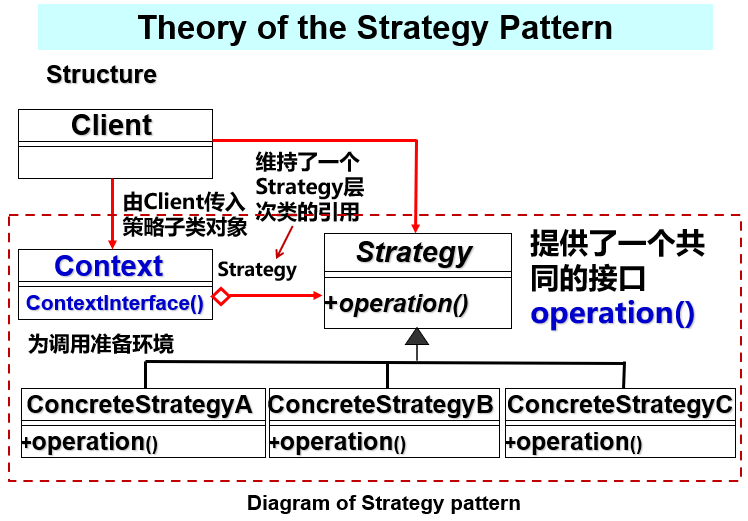 Theory of the Strategy Pattern
Structure
Client
维持了一个
Strategy层
次类的引用
由Client传入
策略子类对象
Context
ContextInterface()
Strategy
Strategy
+operation()
提供了一个共
同的接口
operation()
为调用准备环境
ConcreteStrategyA
+operation()
ConcreteStrategyB
+operation()
ConcreteStrategyC
+operation()
Diagram of Strategy pattern